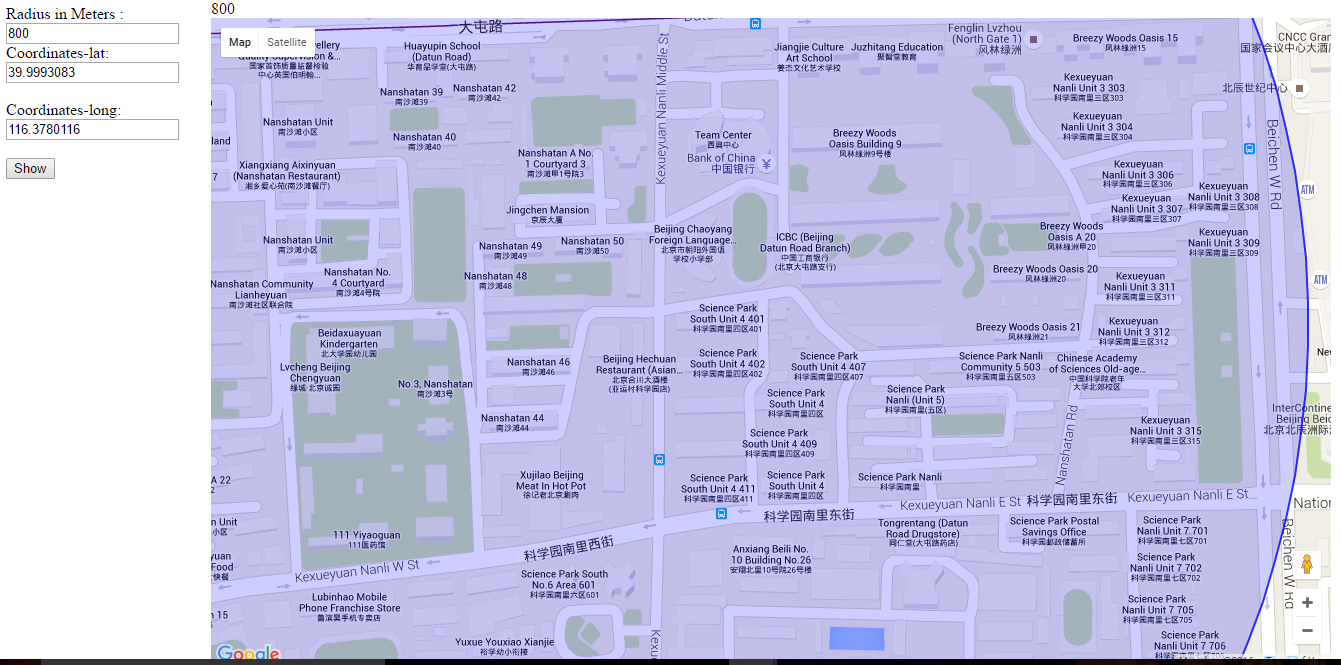 Radius in Meters :
800
Coordinates-lat:
39.9993083
Coordinates-long:
116.3780116
Show
800
大屯路
Map
Satellite
Huayupin School
(Datun Road)
Jiangjie Culture
Art School
姜杰文化艺术学校
Juzhitang Education
聚智堂教育
Fenglin Lvzhou
(North Gate 1)
风林绿洲
Breezy Woods Oasis 15
风林绿洲15
CNCC Gran
国家会议中心大酒
北辰世纪中心
国家首饰质量监督检验
Nanshatan 39
南沙滩39
Nanshatan 42
南沙滩42
Kexueyuan
Nanli Unit 3 303
科学园南里三区303
Nanshatan Unit
南沙滩小区
Nanshatan 40
南沙滩40
Kexueyuan Nanli Middle St
Team Center
西奥中心
Bank of China
中国银行
Breezy Woods
Oasis Building 9
风林绿洲9号楼
Kexueyuan
Nanli Unit 3 304
科学园南里三区304
Beichen W Rd
land
Xiangxiang Aixinyuan
(Nanshatan Restaurant)
湘乡爱心苑(南沙滩餐厅)
7
Nanshatan A No.
1 Courtyard 3
南沙滩甲1号院3
Kexueyuan
Nanli Unit 3 306
科学园南里三区306
Kexueyuan
Nanli Unit 3 307
科学园南里三区307
Kexueyuan
Nanli Unit 3 308
科学园南里三区308
ATM
Jingchen Mansion
京辰大厦
Nanshatan Unit
南沙滩小区
Nanshatan 49
南沙滩49
Nanshatan 50
南沙滩50
Beijing Chaoyang
Foreign Language...
北京市朝阳外国语
学校小学部
ICBC (Beijing
Datun Road Branch)
中国工商银行
(北京大屯路支行)
Breezy Woods
Oasis A 20
风林绿洲甲20
Kexueyuan
Nanli Unit 3 309
科学园南里三区309
Nanshatan No.
4 Courtyard
南沙滩4号院
Nanshatan 48
南沙滩48
Breezy Woods Oasis 20
风林绿洲20
Kexueyuan
Nanli Unit 3 311
科学园南里三区311
ATM
Nanshatan Community
Lianheyuan
南沙滩社区联合院
Beidaxuayuan
Kindergarten
北大学园幼儿园
Science Park
South Unit 4 401
科学园南里四区401
Breezy Woods Oasis 21
风林绿洲21
Kexueyuan
Nanli Unit 3 312
科学园南里三区312
Lvcheng Beijing
Chengyuan
绿城·北京诚园
No.3, Nanshatan
南沙滩3号
Nanshatan 46
南沙滩46
Beijing Hechuan
Restaurant (Asian...
北京合川大酒楼
(亚运村科学园店)
Science Park
South Unit 4 402
科学园南里四区402
Science Park
South Unit 4 407
科学园南里四区407
Science Park Nanli
Community 5 503
科学园南里五区503
Chinese Academy
of Sciences Old-age...
中国科学院老年
大学北郊校区
Nev
Science Park
South Unit 4
科学园南里四区
Science Park
Nanli (Unit 5)
科学园南里(五区)
Nanshatan 44
南沙滩44
Nanshatan Rd
Kexueyuan
Nanli Unit 3 315
科学园南里三区315
InterContine
Beijing Bei
北京北辰洲际
Science Park
South Unit 4 409
科学园南里四区409
Xujilao Beijing
Meat In Hot Pot
徐记老北京涮肉
Science Park
South Unit 4 411
科学园南里四区411
Science Park
South Unit 4
科学园南里四区
Science Park Nanli
科学园南里
A 22
Kexueyuan Nanli E St
科学园南里东街
Kexueyuan Nanli E St
Nation
科学园南里东街
n Unit
小区
111 Yiyaoguan
111医药馆
科学园南里西街
Tongrentang (Datun
Road Drugstore)
同仁堂(大屯路药店)
Science Park Postal
Savings Office
科学园邮政储蓄所
Science Park
Nanli Unit 7 701
科学园南里七区701
Beichen W Rd
yuan
Food
快餐
Kexueyuan Nanli W St
Anxiang Beili No.
10 Building No.26
安翔北里10号院26号楼
Science Park
Nanli Unit 7 702
科学园南里七区702
Science Park South
No.6 Area 601
科学园南里六区601
Lubinhao Mobile
Phone Franchise Store
鲁滨昊手机专卖店
Science Park
Nanli Unit 7 705
科学园南里七区705
n 15
+
−
Yuxue Youxiao Xianjie
裕学幼小衔接
Science Park
Nanli Unit 7 706
Google